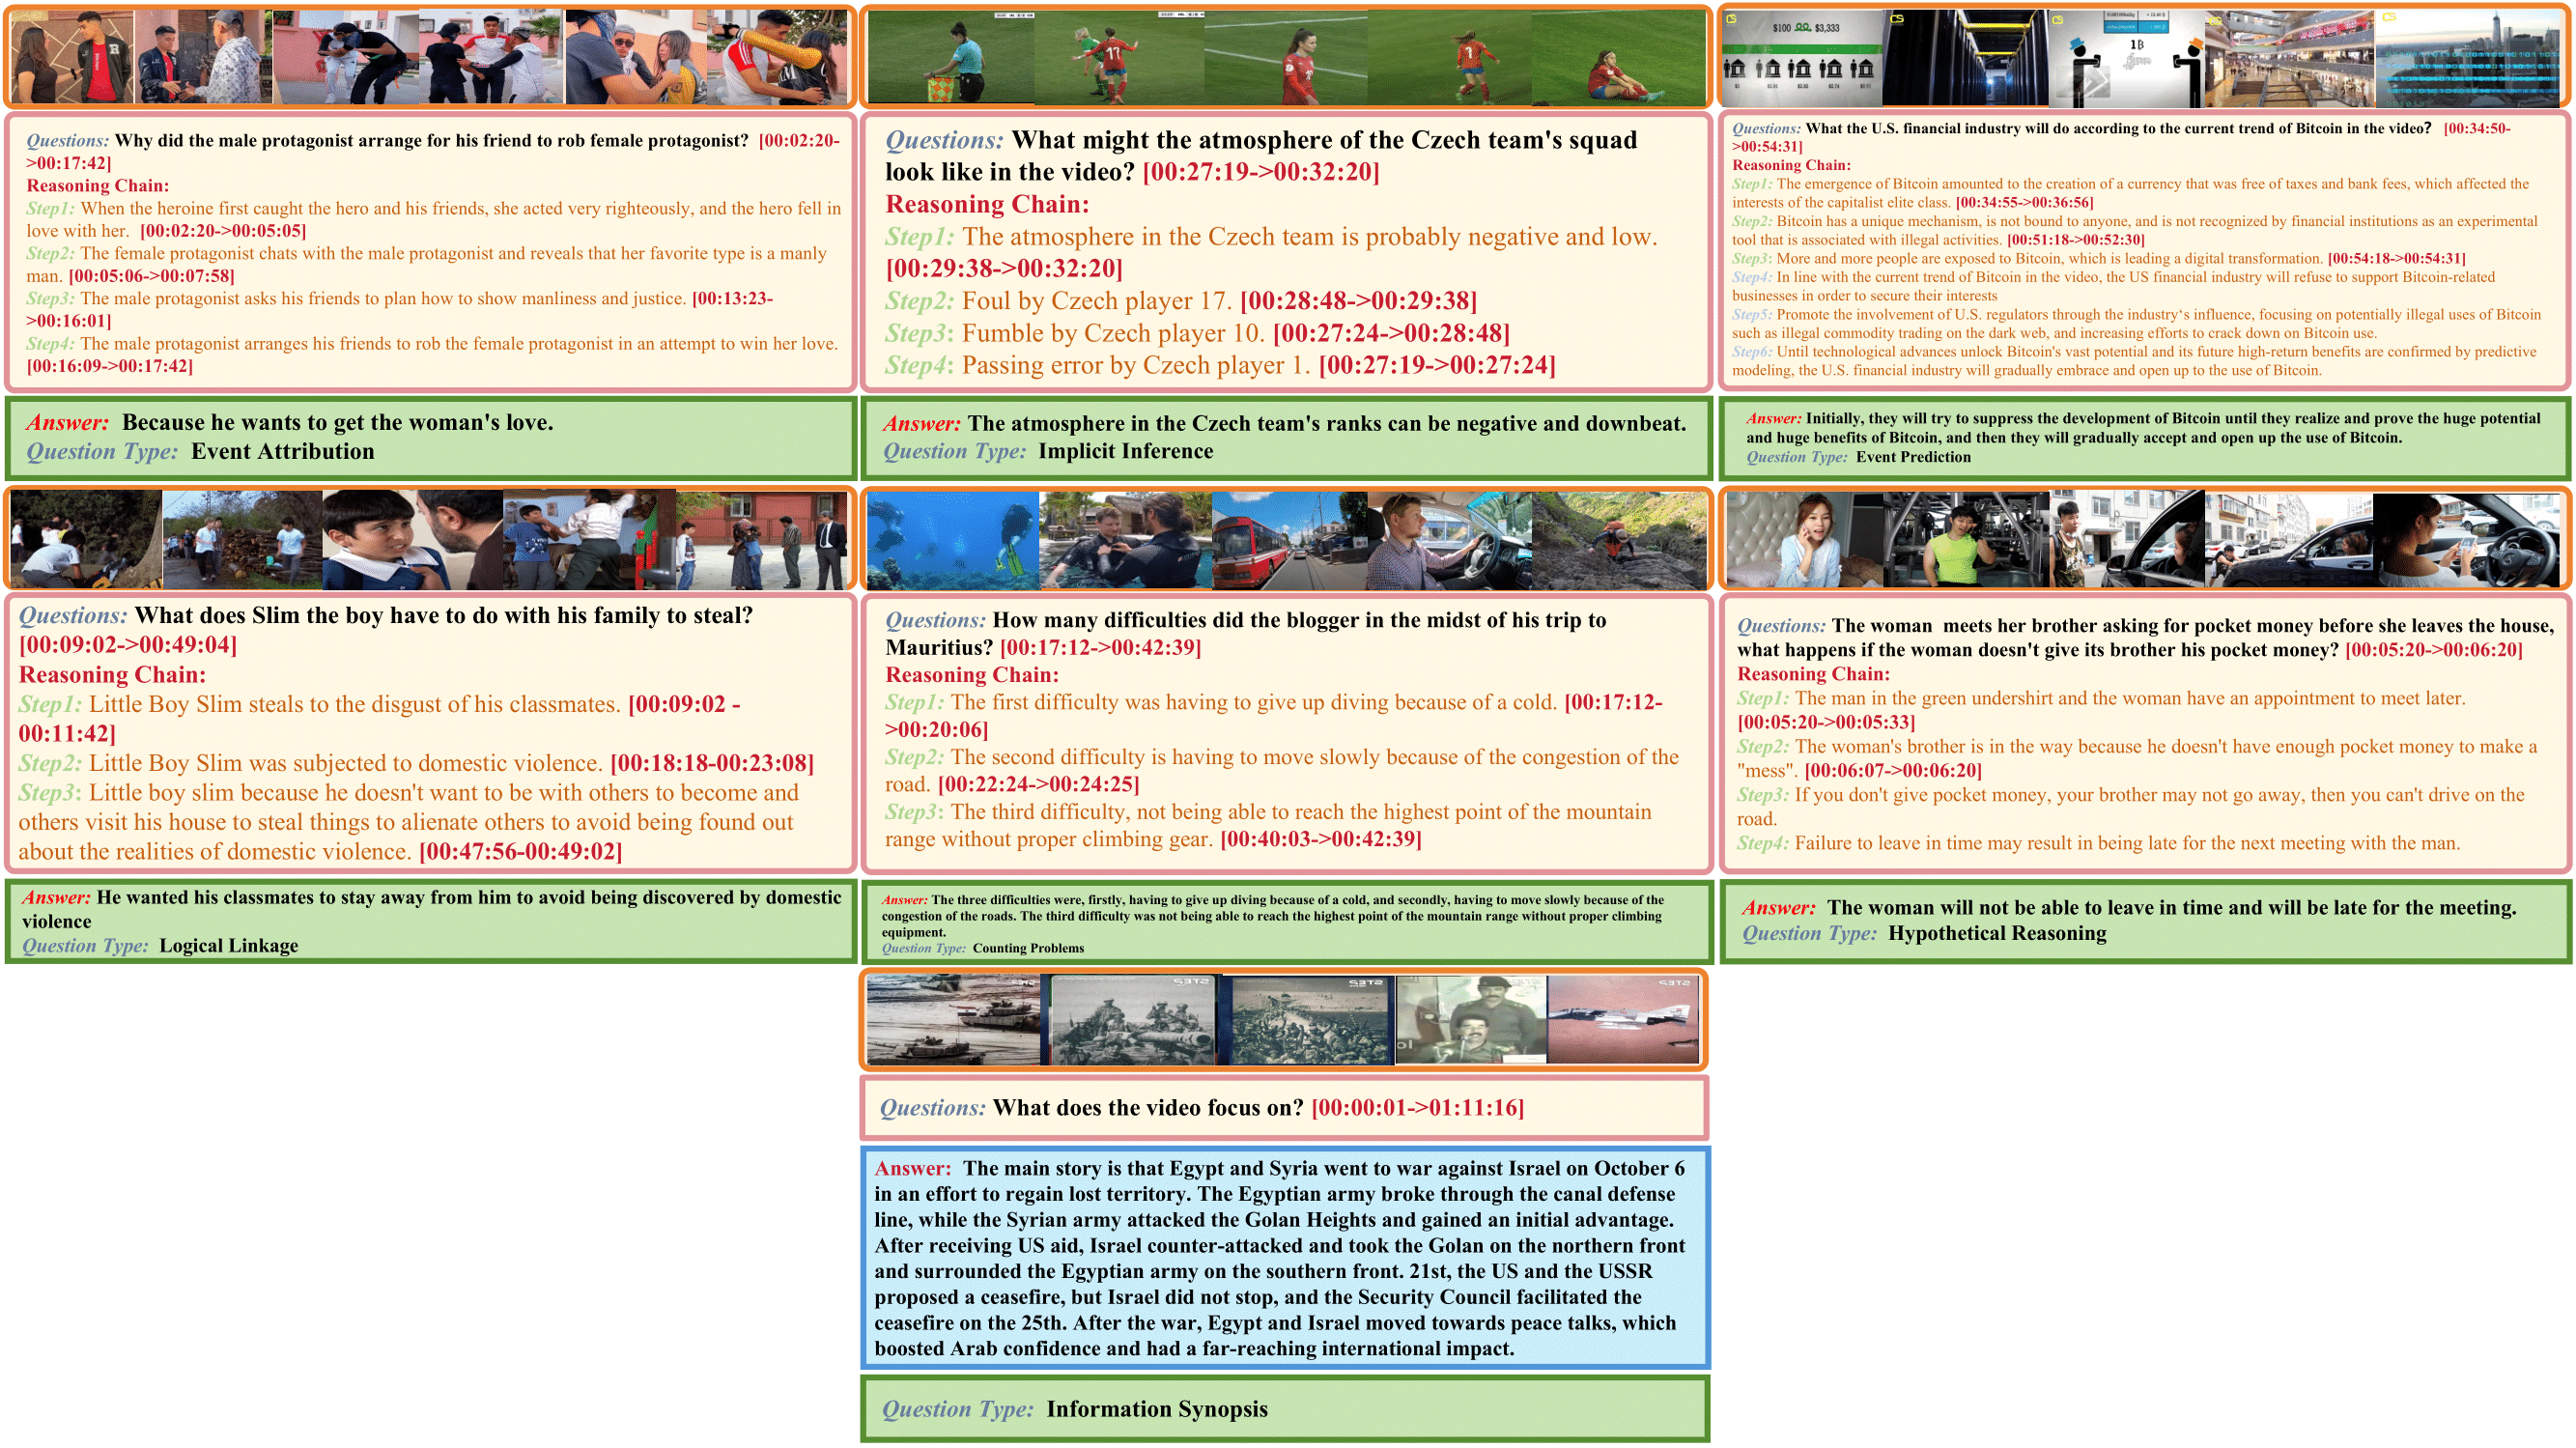 $100 $3,333
CS
CS
1₿
CS
CS
Questions: Why did the male protagonist arrange for his friend to rob female protagonist? [00:02:20-
>00:17:42]
Reasoning Chain:
Step1: When the heroine first caught the hero and his friends, she acted very righteously, and the hero fell in
love with her. [00:02:20->00:05:05]
Step2: The female protagonist chats with the male protagonist and reveals that her favorite type is a manly
man. [00:05:06->00:07:58]
Step3: The male protagonist asks his friends to plan how to show manliness and justice. [00:13:23-
>00:16:01]
Step4: The male protagonist arranges his friends to rob the female protagonist in an attempt to win her love.
[00:16:09->00:17:42]
Answer: Because he wants to get the woman's love.
Question Type: Event Attribution
Questions: What might the atmosphere of the Czech team's squad
look like in the video? [00:27:19->00:32:20]
Reasoning Chain:
Step1: The atmosphere in the Czech team is probably negative and low.
[00:29:38->00:32:20]
Step2: Foul by Czech player 17. [00:28:48->00:29:38]
Step3: Fumble by Czech player 10. [00:27:24->00:28:48]
Step4: Passing error by Czech player 1. [00:27:19->00:27:24]
Answer: The atmosphere in the Czech team's ranks can be negative and downbeat.
Question Type: Implicit Inference
Questions: What the U.S. financial industry will do according to the current trend of Bitcoin in the video? [00:34:50-
>00:54:31]
Reasoning Chain:
Step1: The emergence of Bitcoin amounted to the creation of a currency that was free of taxes and bank fees, which affected the
interests of the capitalist elite class. [00:34:55->00:36:56]
Step2: Bitcoin has a unique mechanism, is not bound to anyone, and is not recognized by financial institutions as an experimental
tool that is associated with illegal activities. [00:51:18->00:52:30]
Step3: More and more people are exposed to Bitcoin, which is leading a digital transformation. [00:54:18->00:54:31]
Step4: In line with the current trend of Bitcoin in the video, the US financial industry will refuse to support Bitcoin-related
businesses in order to secure their interests
Step5: Promote the involvement of U.S. regulators through the industry‘s influence, focusing on potentially illegal uses of Bitcoin
such as illegal commodity trading on the dark web, and increasing efforts to crack down on Bitcoin use.
Step6: Until technological advances unlock Bitcoin's vast potential and its future high-return benefits are confirmed by predictive
modeling, the U.S. financial industry will gradually embrace and open up to the use of Bitcoin.
Answer: Initially, they will try to suppress the development of Bitcoin until they realize and prove the huge potential
and huge benefits of Bitcoin, and then they will gradually accept and open up the use of Bitcoin.
Question Type: Event Prediction
Questions: What does Slim the boy have to do with his family to steal?
[00:09:02->00:49:04]
Reasoning Chain:
Step1: Little Boy Slim steals to the disgust of his classmates. [00:09:02 -
00:11:42]
Step2: Little Boy Slim was subjected to domestic violence. [00:18:18-00:23:08]
Step3: Little boy slim because he doesn't want to be with others to become and
others visit his house to steal things to alienate others to avoid being found out
about the realities of domestic violence. [00:47:56-00:49:02]
Answer: He wanted his classmates to stay away from him to avoid being discovered by domestic
violence
Question Type: Logical Linkage
Questions: How many difficulties did the blogger in the midst of his trip to
Mauritius? [00:17:12->00:42:39]
Reasoning Chain:
Step1: The first difficulty was having to give up diving because of a cold. [00:17:12-
>00:20:06]
Step2: The second difficulty is having to move slowly because of the congestion of the
road. [00:22:24->00:24:25]
Step3: The third difficulty, not being able to reach the highest point of the mountain
range without proper climbing gear. [00:40:03->00:42:39]
Answer: The three difficulties were, firstly, having to give up diving because of a cold, and secondly, having to move slowly because of the
congestion of the roads. The third difficulty was not being able to reach the highest point of the mountain range without proper climbing
equipment.
Question Type: Counting Problems
Questions: The woman meets her brother asking for pocket money before she leaves the house,
what happens if the woman doesn't give its brother his pocket money? [00:05:20->00:06:20]
Reasoning Chain:
Step1: The man in the green undershirt and the woman have an appointment to meet later.
[00:05:20->00:05:33]
Step2: The woman's brother is in the way because he doesn't have enough pocket money to make a
"mess". [00:06:07->00:06:20]
Step3: If you don't give pocket money, your brother may not go away, then you can't drive on the
road.
Step4: Failure to leave in time may result in being late for the next meeting with the man.
Answer: The woman will not be able to leave in time and will be late for the meeting.
Question Type: Hypothetical Reasoning
Questions: What does the video focus on? [00:00:01->01:11:16]
Answer: The main story is that Egypt and Syria went to war against Israel on October 6
in an effort to regain lost territory. The Egyptian army broke through the canal defense
line, while the Syrian army attacked the Golan Heights and gained an initial advantage.
After receiving US aid, Israel counter-attacked and took the Golan on the northern front
and surrounded the Egyptian army on the southern front. 21st, the US and the USSR
proposed a ceasefire, but Israel did not stop, and the Security Council facilitated the
ceasefire on the 25th. After the war, Egypt and Israel moved towards peace talks, which
boosted Arab confidence and had a far-reaching international impact.
Question Type: Information Synopsis